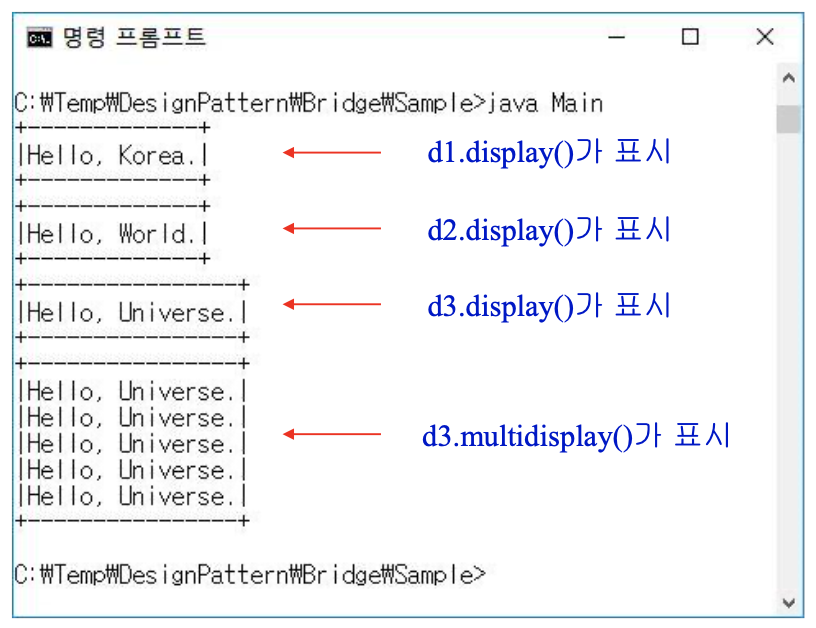 명령 프롬프트
C:₩Temp₩DesignPattern₩Bridge₩Sample>java Main
+-------------+
|Hello, Korea.|
d1.display()가 표시
+-------------+
+-------------+
|Hello, World.|
d2.display()가 표시
+-------------+
+----------------+
|Hello, Universe.|
d3.display()가 표시
+----------------+
+----------------+
|Hello, Universe.|
|Hello, Universe.|
|Hello, Universe.|
d3.multidisplay()가 표시
|Hello, Universe.|
|Hello, Universe.|
+----------------+
C:₩Temp₩DesignPattern₩Bridge₩Sample>